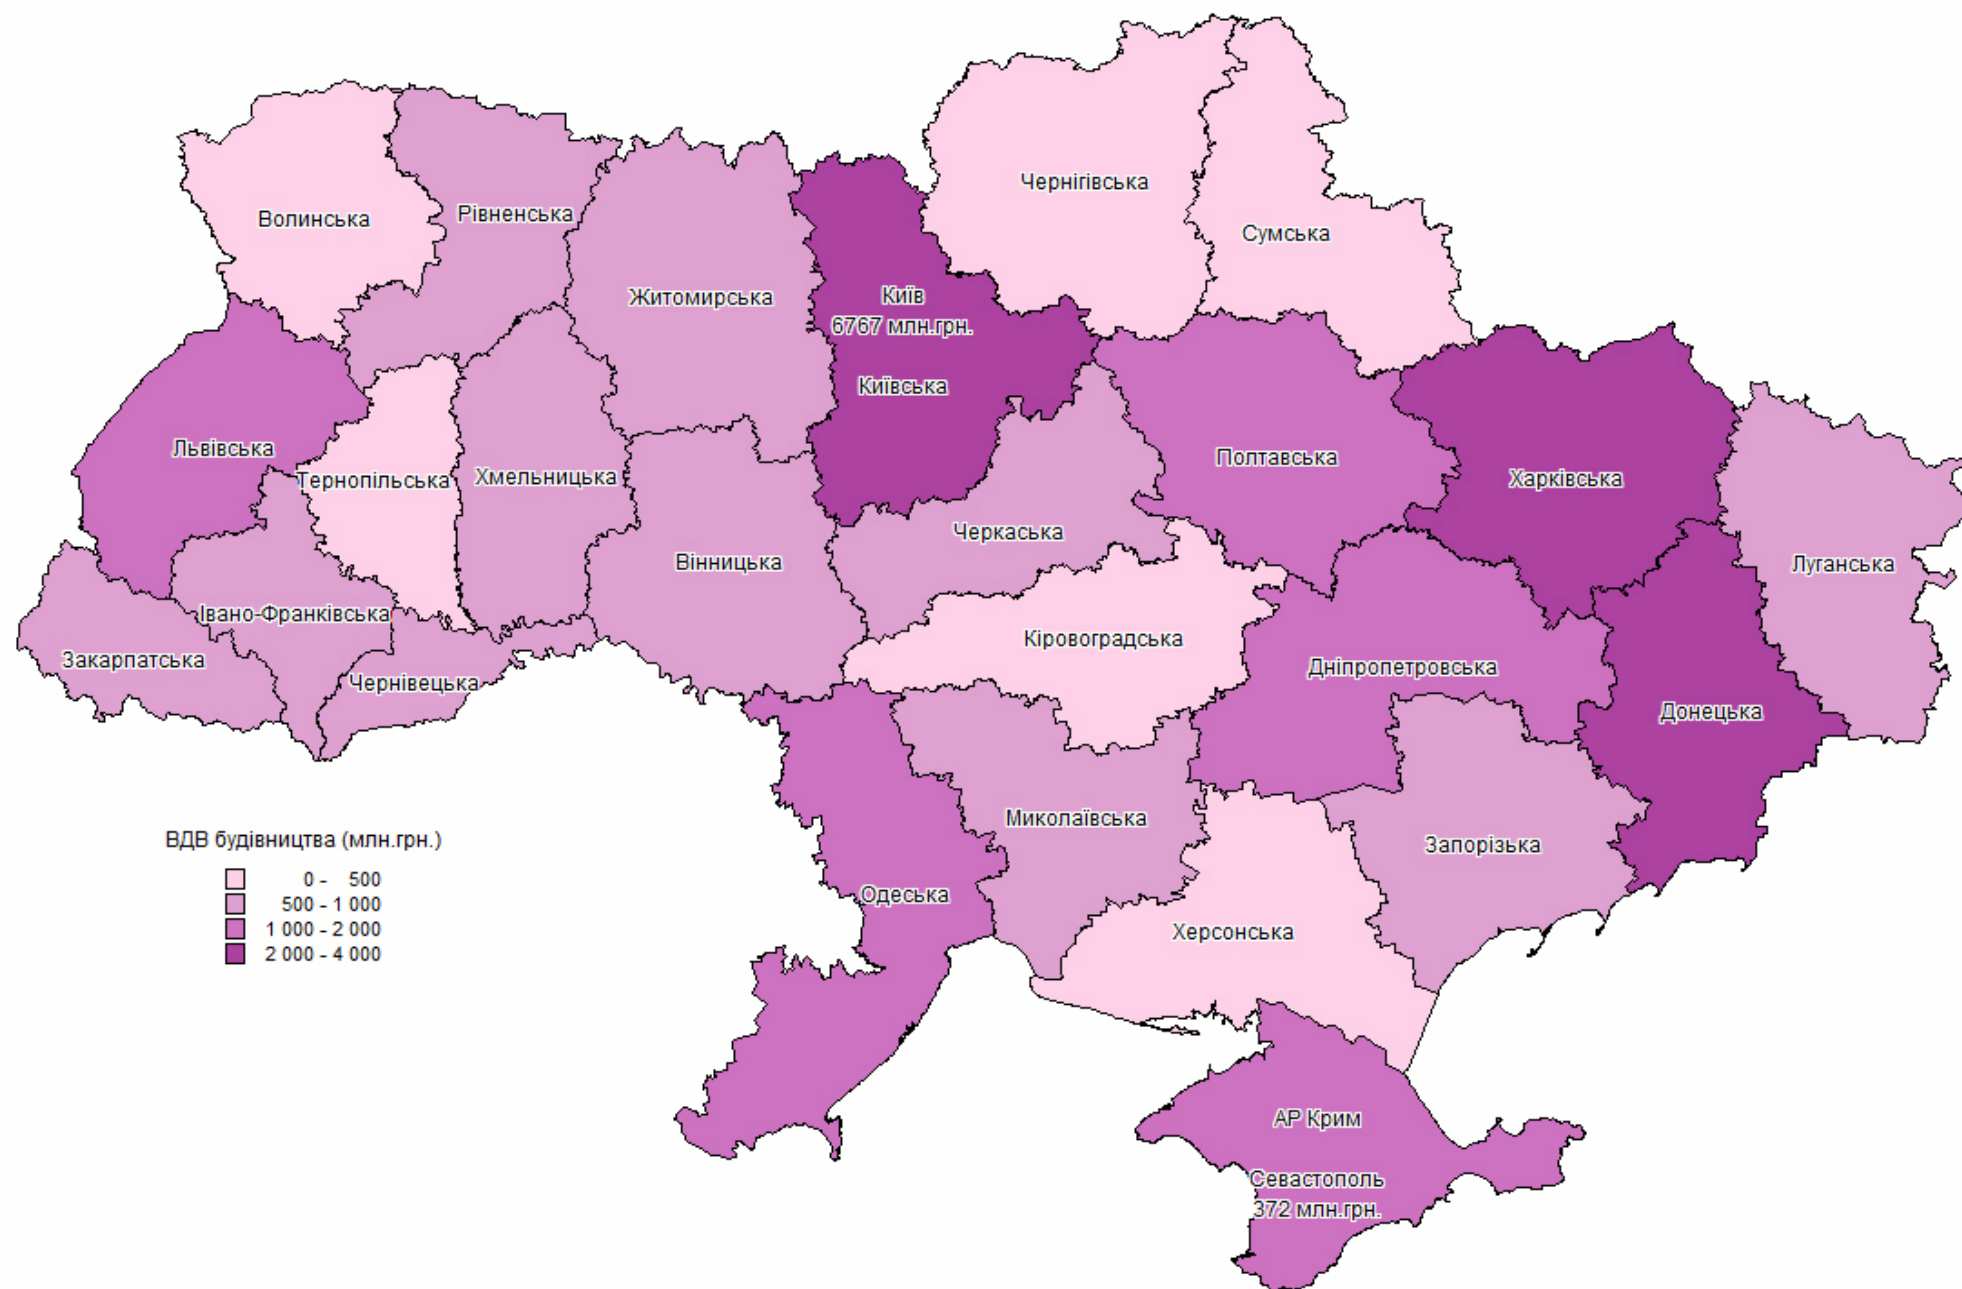 Чернігівська
Сумська
Волинська
Рівненська
Житомирська
Київ
6767 млн.грн.
Київська
Львівська
Тернопільська
Хмельницька
Полтавська
Харківська
Черкаська
Вінницька
Луганська
Івано-Франківська
Кіровоградська
Закарпатська
Чернівецька
Дніпропетровська
Донецька
Миколаївська
Запорізька
Одеська
Херсонська
ВДВ будівництва (млн.грн.)
0 - 500
500 - 1 000
1 000 - 2 000
2 000 - 4 000
АР Крим
Севастополь
372 млн.грн.